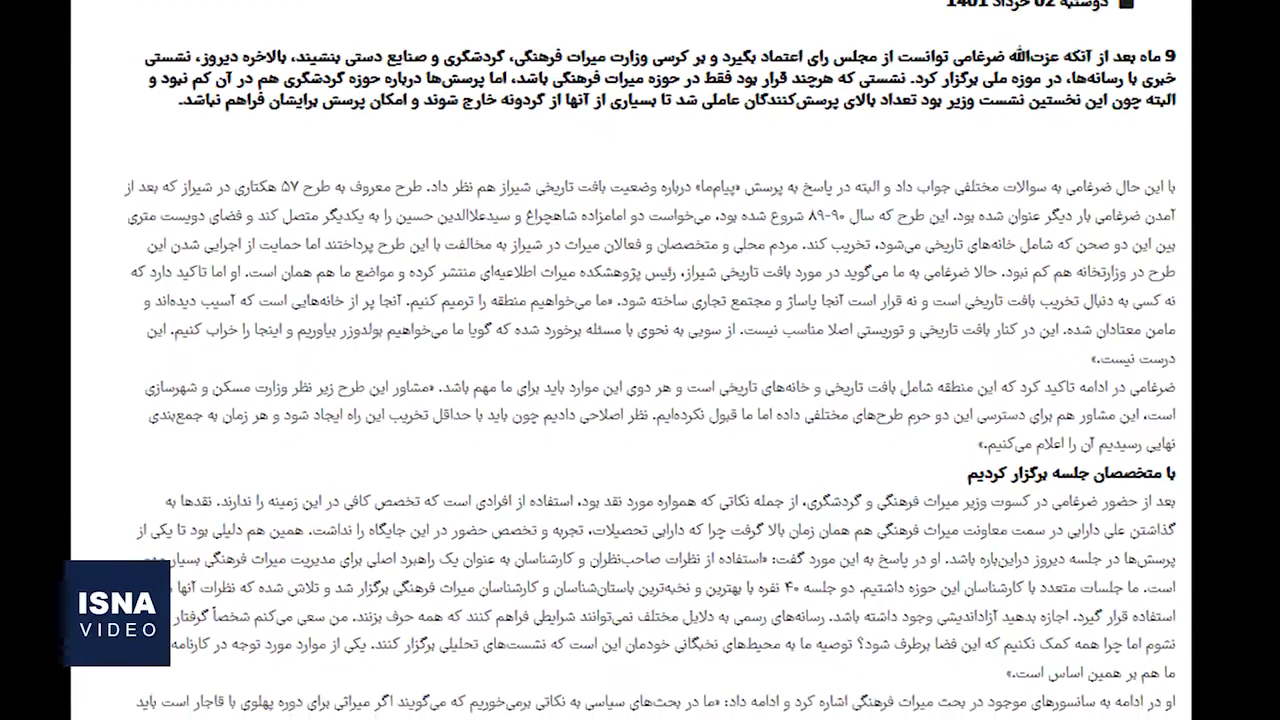 دوشنبه 02 خرداد 1401
9 ماه بعد از آنکه عزت‌الله ضرغامی توانست از مجلس رای اعتماد بگیرد و بر کرسی وزارت میراث فرهنگی، گردشگری و صنایع دستی بنشیند، بالاخره دیروز، نشستی
خبری با رسانه‌ها، در موزه ملی برگزار کرد. نشستی که هرچند قرار بود فقط در حوزه میراث فرهنگی باشد، اما پرسش‌ها درباره حوزه گردشگری هم در آن کم نبود و
البته چون این نخستین نشست وزیر بود تعداد بالای پرسش‌کنندگان عاملی شد تا بسیاری از آنها از گردونه خارج شوند و امکان پرسش برایشان فراهم نباشد.
با این حال ضرغامی به سوالات مختلفی جواب داد و البته در پاسخ به پرسش «پیام‌ما» درباره وضعیت بافت تاریخی شیراز هم نظر داد. طرح معروف به طرح ۵۷ هکتاری در شیراز که بعد از
آمدن ضرغامی بار دیگر عنوان شده بود. این طرح که سال ۹۰-۸۹ شروع شده بود، می‌خواست دو امامزاده شاهچراغ و سیدعلاالدین حسین را به یکدیگر متصل کند و فضای دویست متری
بین این دو صحن که شامل خانه‌های تاریخی می‌شود، تخریب کند. مردم محلی و متخصصان و فعالان میراث در شیراز به مخالفت با این طرح پرداختند اما حمایت از اجرایی شدن این
طرح در وزارتخانه هم کم نبود. حالا ضرغامی به ما می‌گوید در مورد بافت تاریخی شیراز، رئیس پژوهشکده میراث اطلاعیه‌ای منتشر کرده و مواضع ما هم همان است. او اما تاکید دارد که
نه کسی به دنبال تخریب بافت تاریخی است و نه قرار است آنجا پاساژ و مجتمع تجاری ساخته شود. «ما می‌خواهیم منطقه را ترمیم کنیم. آنجا پر از خانه‌هایی است که آسیب دیده‌اند و
مامن معتادان شده. این در کنار بافت تاریخی و توریستی اصلا مناسب نیست. از سویی به نحوی با مسئله برخورد شده که گویا ما می‌خواهیم بولدوزر بیاوریم و اینجا را خراب کنیم. این
درست نیست.»
ضرغامی در ادامه تاکید کرد که این منطقه شامل بافت تاریخی و خانه‌های تاریخی است و هر دوی این موارد باید برای ما مهم باشد. «مشاور این طرح زیر نظر وزارت مسکن و شهرسازی
است، این مشاور هم برای دسترسی این دو حرم طرح‌های مختلفی داده اما ما قبول نکرده‌ایم. نظر اصلاحی دادیم چون باید با حداقل تخریب این راه ایجاد شود و هر زمان به جمع‌بندی
نهایی رسیدیم آن را اعلام می‌کنیم.»
با متخصصان جلسه برگزار کردیم
بعد از حضور ضرغامی در کسوت وزیر میراث فرهنگی و گردشگری، از جمله نکاتی که همواره مورد نقد بود، استفاده از افرادی است که تخصص کافی در این زمینه را ندارند. نقدها به
گذاشتن علی دارابی در سمت معاونت میراث فرهنگی هم همان زمان بالا گرفت چرا که دارابی تحصیلات، تجربه و تخصص حضور در این جایگاه را نداشت. همین هم دلیلی بود تا یکی از
پرسش‌ها در جلسه دیروز دراین‌باره باشد. او در پاسخ به این مورد گفت: «استفاده از نظرات صاحب‌نظران و کارشناسان به عنوان یک راهبرد اصلی برای مدیریت میراث فرهنگی بسیار
است. ما جلسات متعدد با کارشناسان این حوزه داشتیم. دو جلسه ۴۰ نفره با بهترین و نخبه‌ترین باستان‌شناسان و کارشناسان میراث فرهنگی برگزار شد و تلاش شده که نظرات آنها
استفاده قرار گیرد. اجازه بدهید آزاداندیشی وجود داشته باشد. رسانه‌های رسمی به دلایل مختلف نمی‌توانند شرایطی فراهم کنند که همه حرف بزنند. من سعی می‌کنم شخصاً گرفتار
نشوم اما چرا همه کمک نکنیم که این فضا برطرف شود؟ توصیه ما به محیط‌های نخبگانی خودمان این است که نشست‌های تحلیلی برگزار کنند. یکی از موارد مورد توجه در کارنامه
ما هم بر همین اساس است.»
او در ادامه به سانسورهای موجود در بحث میراث فرهنگی اشاره کرد و ادامه داد: «ما در بحث‌های سیاسی به نکاتی برمی‌خوریم که می‌گویند اگر میراثی برای دوره پهلوی یا قاجار است باید
ISNA
VIDEO